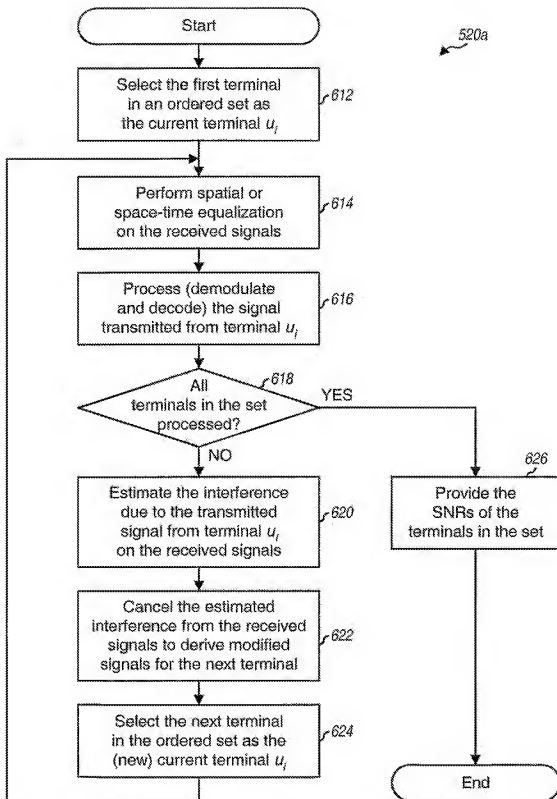 Start
520a
Select the first terminal
in an ordered set as
the current terminal ui
612
Perform spatial or
space-time equalization
on the received signals
614
Process (demodulate
and decode) the signal
transmitted from terminal ui
616
All
terminals in the set
processed?
618
YES
NO
626
Provide the
SNRs of the
terminals in the set
Estimate the interference
due to the transmitted
signal from terminal ui
on the received signals
620
Cancel the estimated
interference from the received
signals to derive modified
signals for the next terminal
622
Select the next terminal
in the ordered set as the
(new) current terminal ui
624
End